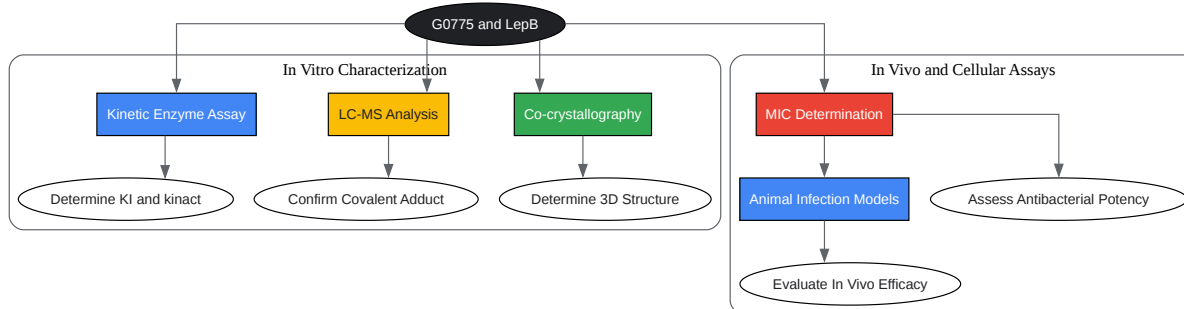 G0775 and LepB
In Vitro Characterization
In Vivo and Cellular Assays
Kinetic Enzyme Assay
LC-MS Analysis
Co-crystallography
MIC Determination
Determine KI and kinact
Confirm Covalent Adduct
Determine 3D Structure
Animal Infection Models
Assess Antibacterial Potency
Evaluate In Vivo Efficacy